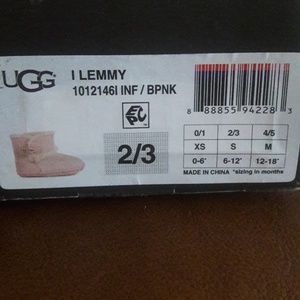 UGG
I LEMMY
1012146I INF / BPNK
8 88855 94228 3
2/3
0/1 2/3 4/5
XS S M
0-6" 6-12" 12-18"
MADE IN CHINA *sizing in months